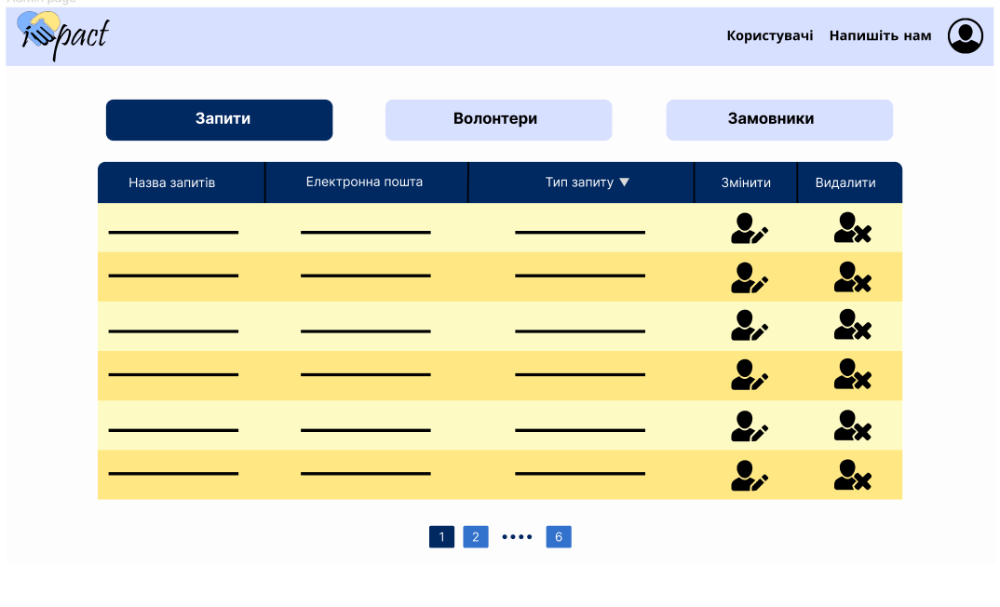 Admin page
impact
Користувачі Напишіть нам
Запити Волонтери Замовники
Назва запитів Електронна пошта Тип запиту ▼ Змінити Видалити
1 2 •••• 6